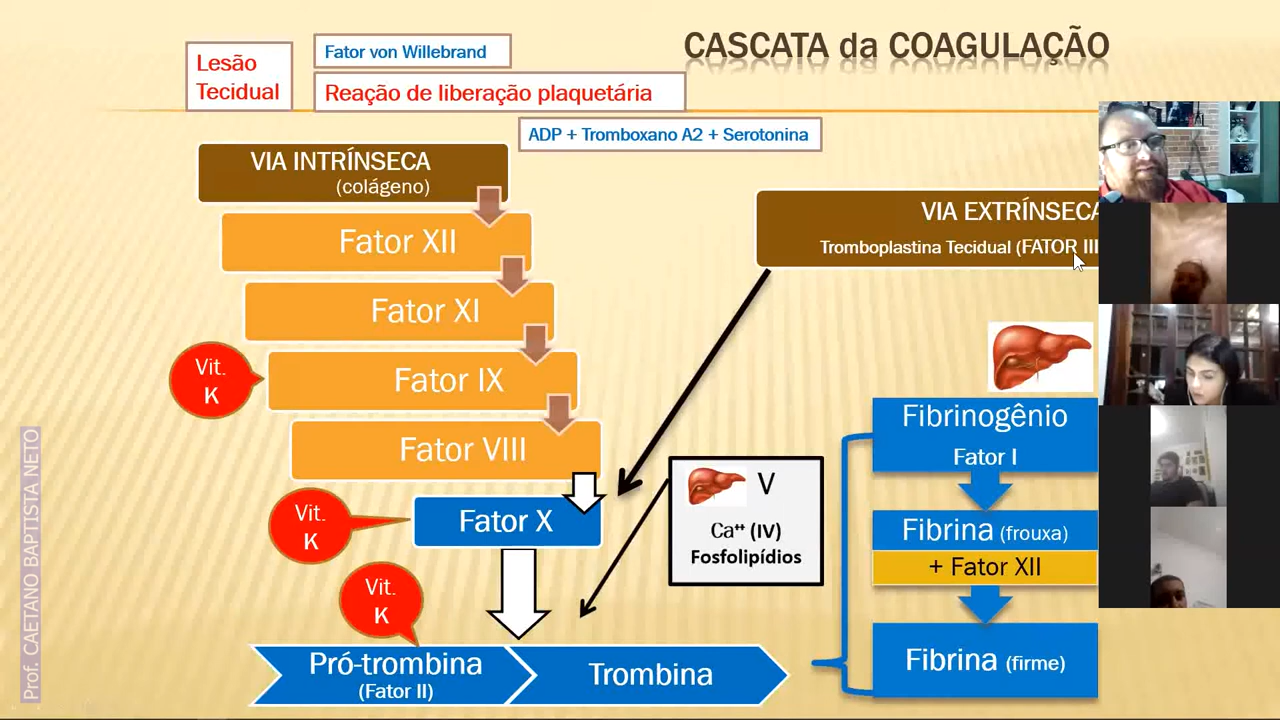 CASCATA da COAGULAÇÃO
Lesão
Tecidual
Fator von Willebrand
Reação de liberação plaquetária
ADP + Tromboxano A2 + Serotonina
VIA INTRÍNSECA
(colágeno)
Fator XII
Fator XI
Fator IX
Fator VIII
Vit.
K
Fator X
Vit.
K
Vit.
K
Pró-trombina
(Fator II)
Trombina
VIA EXTRÍNSECA
Tromboplastina Tecidual (FATOR III
V
Ca⁺⁺ (IV)
Fosfolipídios
Fibrinogênio
Fator I
Fibrina (frouxa)
+ Fator XII
Fibrina (firme)
Prof. CAETANO BAPTISTA NETO